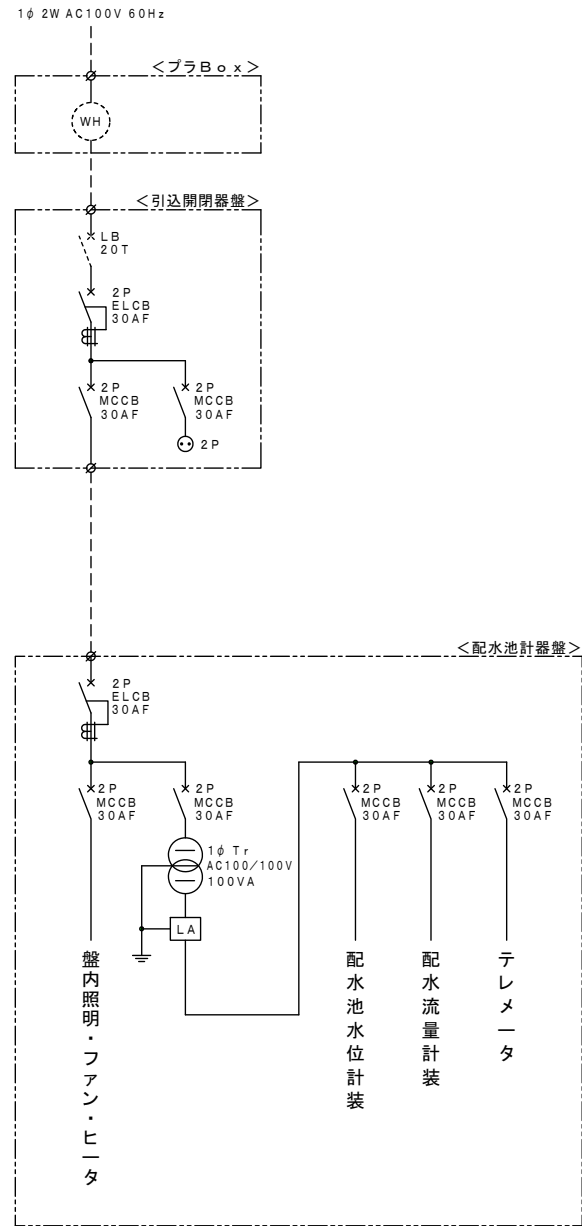 1φ 2W AC100V 60Hz
＜プラBox＞
WH
＜引込開閉器盤＞
LB
20T
2P
ELCB
30AF
2P
MCCB
30AF
2P
MCCB
30AF
2P
＜配水池計器盤＞
2P
ELCB
30AF
2P
MCCB
30AF
2P
MCCB
30AF
2P
MCCB
30AF
2P
MCCB
30AF
2P
MCCB
30AF
1φ Tr
AC100/100V
100VA
LA
盤内照明・ファン・ヒータ
配水池水位計装
配水流量計装
テレメータ